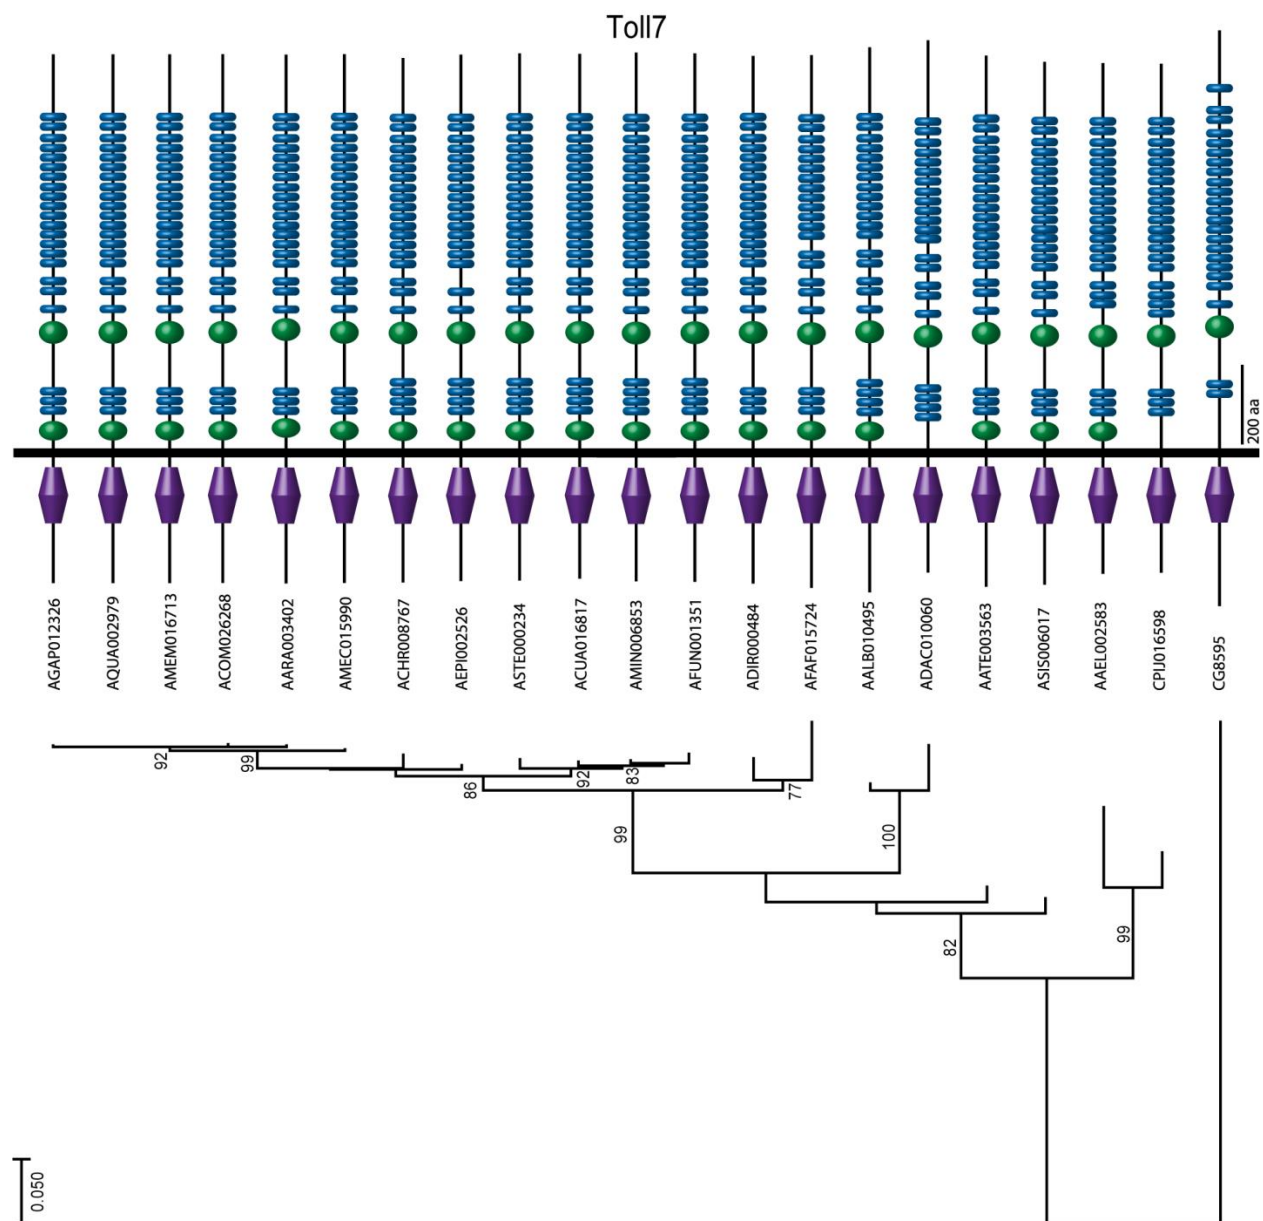 Toll7
200 aa
AGAP012326
AQUA002979
AMEM016713
ACOM026268
AARA003402
AMEC015990
ACHR008767
AEPI002526
ASTE000234
ACUA016817
AMIN006853
AFUN001351
ADIR000484
AFAF015724
AALB010495
ADAC010060
AATE003563
ASIS006017
AAEL002583
CPIJ016598
CG8595
92
99
86
92
83
77
99
100
82
99
0.050